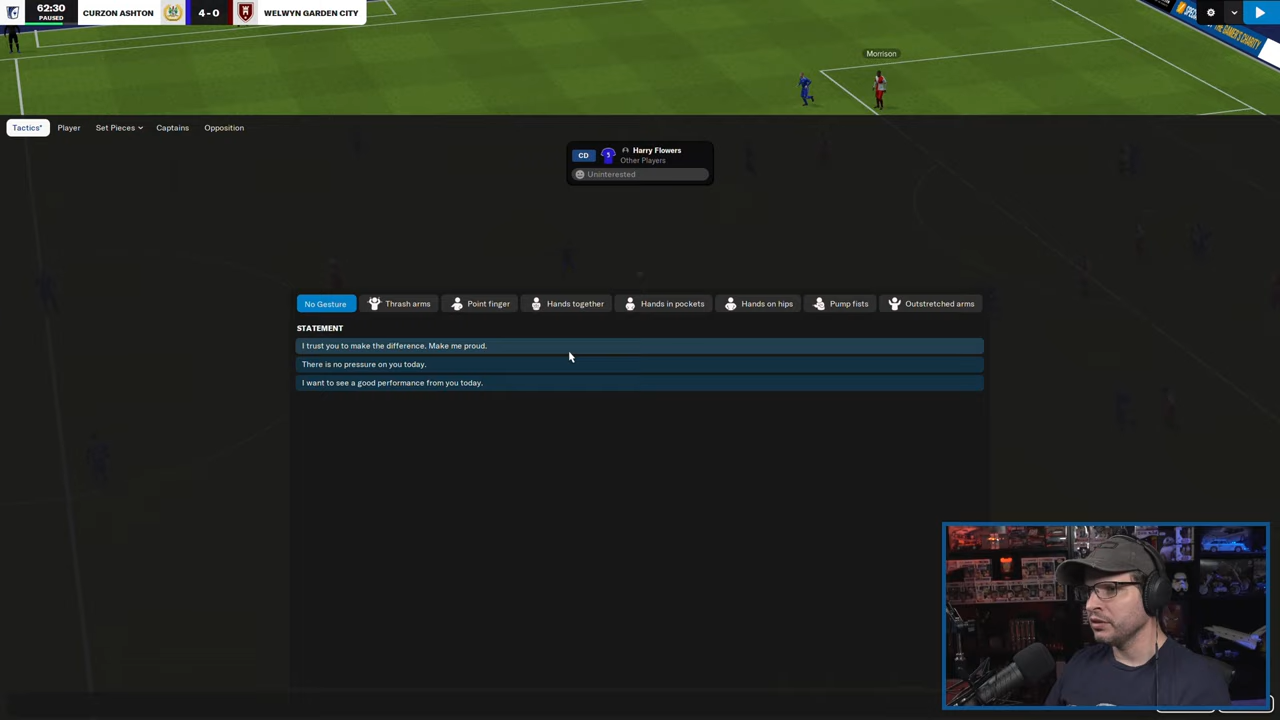 62:30
PAUSED
CURZON ASHTON
4 - 0
WELWYN GARDEN CITY
Morrison
Tactics*
Player
Set Pieces
Captains
Opposition
CD
Harry Flowers
Other Players
Uninterested
No Gesture
Thrash arms
Point finger
Hands together
Hands in pockets
Hands on hips
Pump fists
Outstretched arms
STATEMENT
I trust you to make the difference. Make me proud.
There is no pressure on you today.
I want to see a good performance from you today.